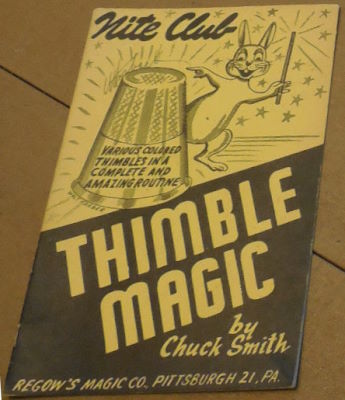 Nite Club
VARIOUS COLORED
THIMBLES IN A
COMPLETE AND
AMAZING ROUTINE
THIMBLE
MAGIC
by
Chuck Smith
REGOW'S MAGIC CO., PITTSBURGH 21, PA.